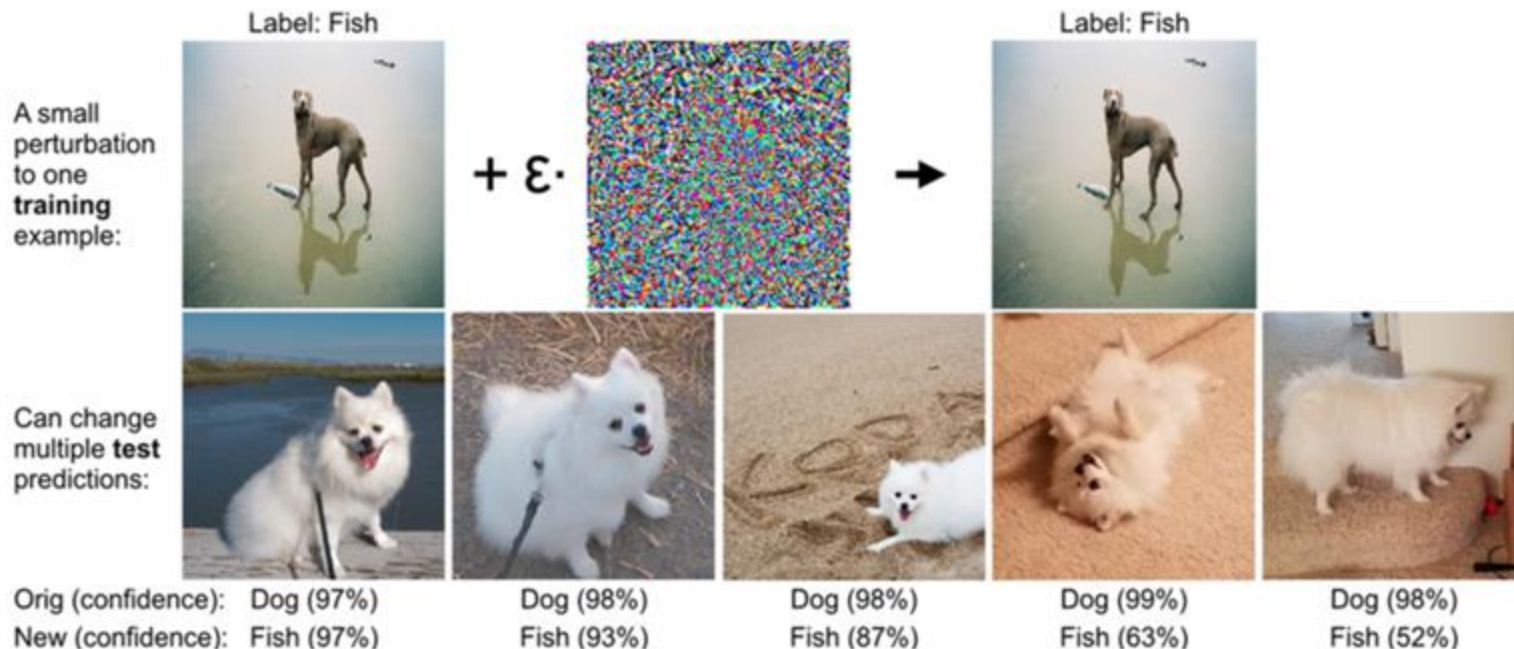 Label: Fish
Label: Fish
A small
perturbation
to one
training
example:
+ ε·
Can change
multiple test
predictions:
Orig (confidence): Dog (97%) Dog (98%) Dog (98%) Dog (99%) Dog (98%)
New (confidence): Fish (97%) Fish (93%) Fish (87%) Fish (63%) Fish (52%)